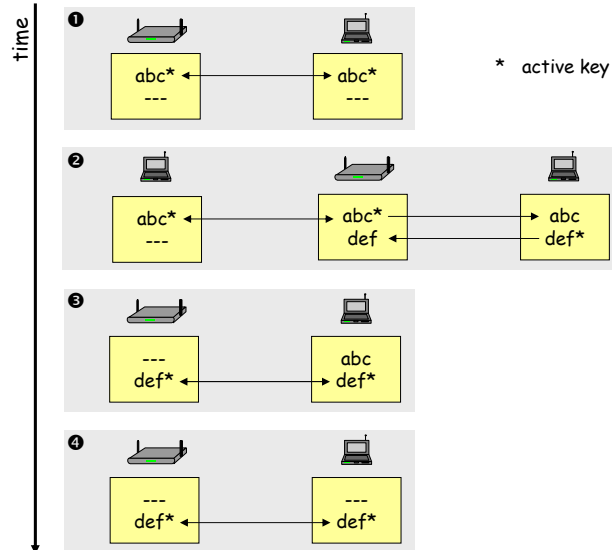 time
❶
abc* abc*
--- ---
* active key
❷
abc* abc* abc
--- def def*
❸
--- abc
def* def*
❹
--- ---
def* def*